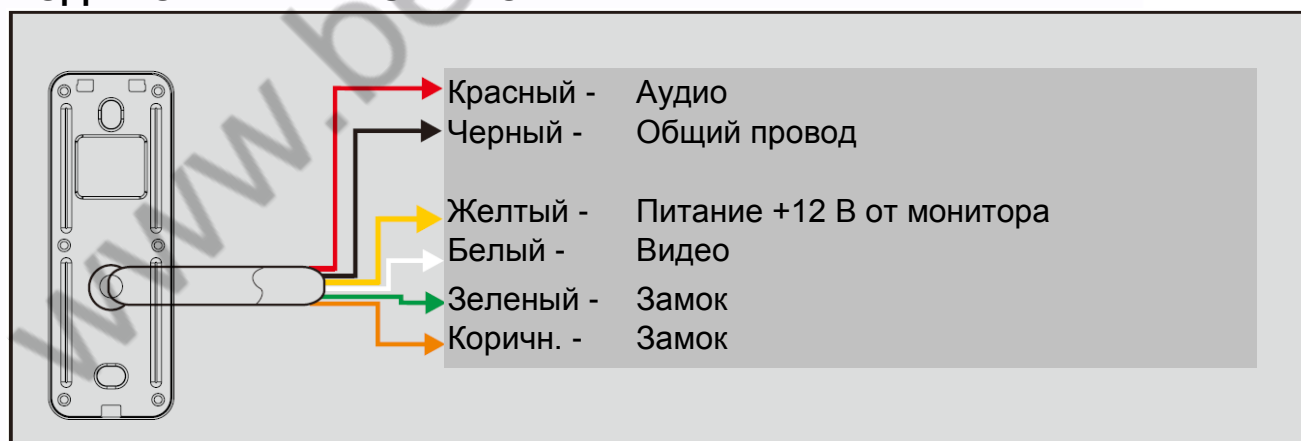 Красный - Аудио
Черный - Общий провод
Желтый - Питание +12 В от монитора
Белый - Видео
Зеленый - Замок
Коричн. - Замок